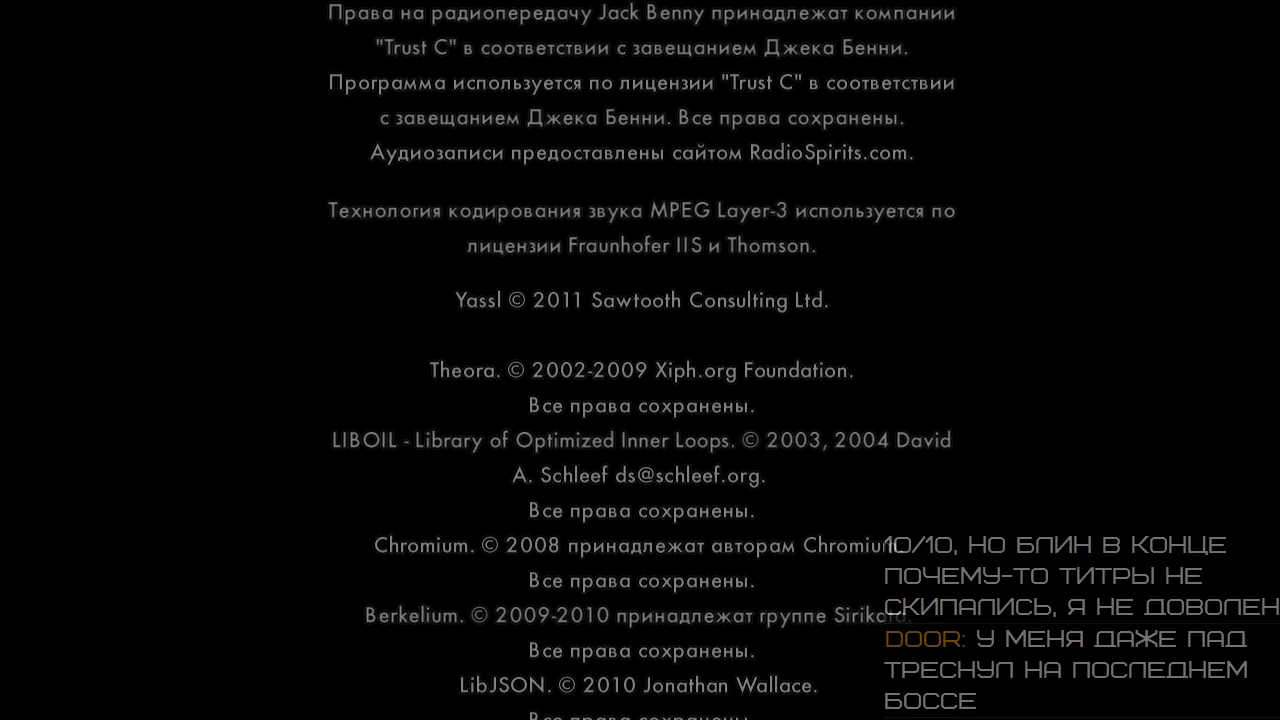 Права на радиопередачу Jack Benny принадлежат компании
"Trust C" в соответствии с завещанием Джека Бенни.
Программа используется по лицензии "Trust C" в соответствии
с завещанием Джека Бенни. Все права сохранены.
Аудиозаписи предоставлены сайтом RadioSpirits.com.
Технология кодирования звука MPEG Layer-3 используется по
лицензии Fraunhofer IIS и Thomson.
Yassl © 2011 Sawtooth Consulting Ltd.
Theora. © 2002-2009 Xiph.org Foundation.
Все права сохранены.
LIBOIL - Library of Optimized Inner Loops. © 2003, 2004 David
A. Schleef ds@schleef.org.
Все права сохранены.
Chromium. © 2008 принадлежат авторам Chromium.
Все права сохранены.
Berkelium. © 2009-2010 принадлежат группе Sirikata.
Все права сохранены.
LibJSON. © 2010 Jonathan Wallace.
Все права сохранены.
10/10, НО БЛИН В КОНЦЕ
ПОЧЕМУ-ТО ТИТРЫ НЕ
СКИПАЛИСЬ, Я НЕ ДОВОЛЕН
DOOR: У МЕНЯ ДАЖЕ ПАД
ТРЕСНУЛ НА ПОСЛЕДНЕМ
БОССЕ